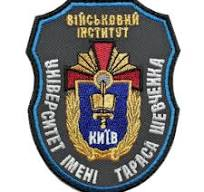 ВІЙСЬКОВИЙ
ІНСТИТУТ
КИЇВ
УНІВЕРСИТЕТ ІМЕНІ ТАРАСА ШЕВЧЕНКА